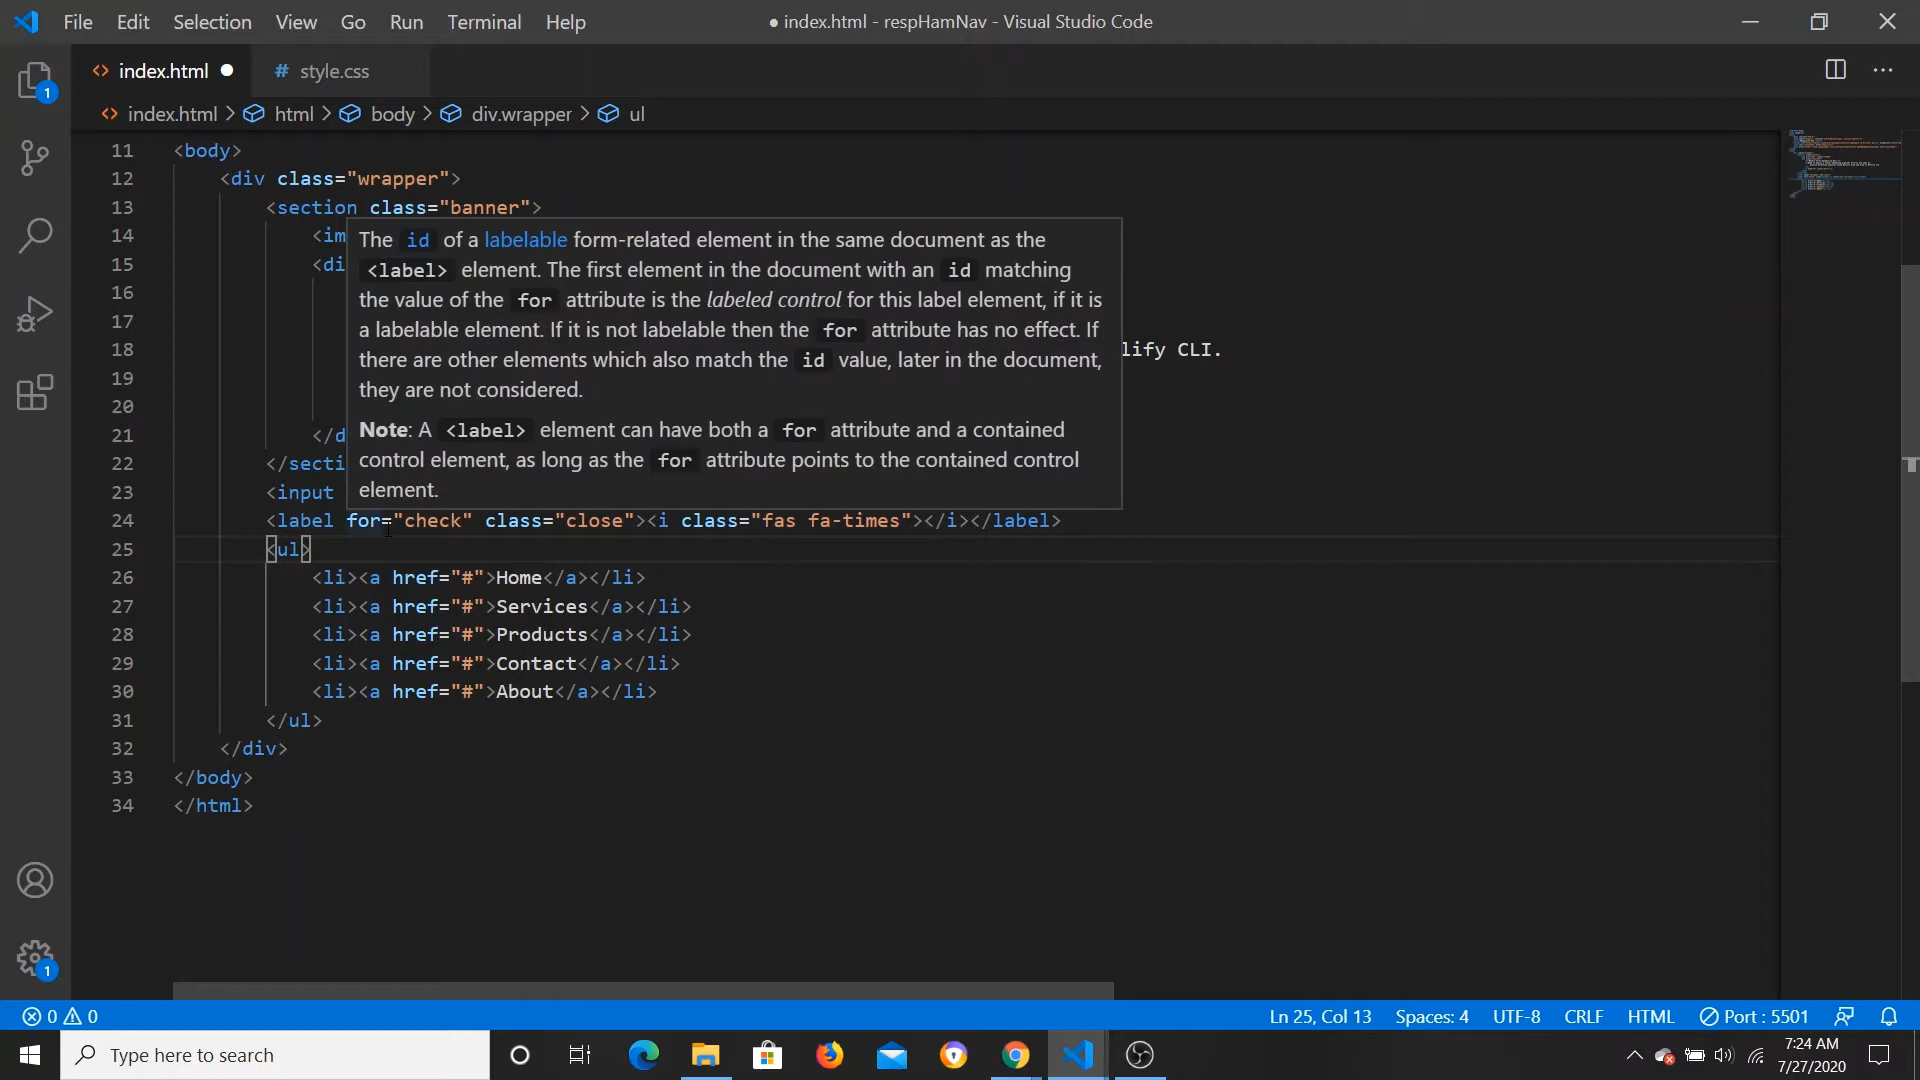 File Edit Selection View Go Run Terminal Help
● index.html - respHamNav - Visual Studio Code
index.html
# style.css
index.html > html > body > div.wrapper > ul
11 <body>
12 <div class="wrapper">
13 <section class="banner">
14 <im
15 <di
16
17
18 lify CLI.
19
20
21 </d
22 </secti
23 <input
The id of a labelable form-related element in the same document as the
<label> element. The first element in the document with an id matching
the value of the for attribute is the labeled control for this label element, if it is
a labelable element. If it is not labelable then the for attribute has no effect. If
there are other elements which also match the id value, later in the document,
they are not considered.
Note: A <label> element can have both a for attribute and a contained
control element, as long as the for attribute points to the contained control
element.
24 <label for="check" class="close"><i class="fas fa-times"></i></label>
25 <ul>
26 <li><a href="#">Home</a></li>
27 <li><a href="#">Services</a></li>
28 <li><a href="#">Products</a></li>
29 <li><a href="#">Contact</a></li>
30 <li><a href="#">About</a></li>
31 </ul>
32 </div>
33 </body>
34 </html>
1
1
0 0
Ln 25, Col 13 Spaces: 4 UTF-8 CRLF HTML Port : 5501
Type here to search
7:24 AM
7/27/2020